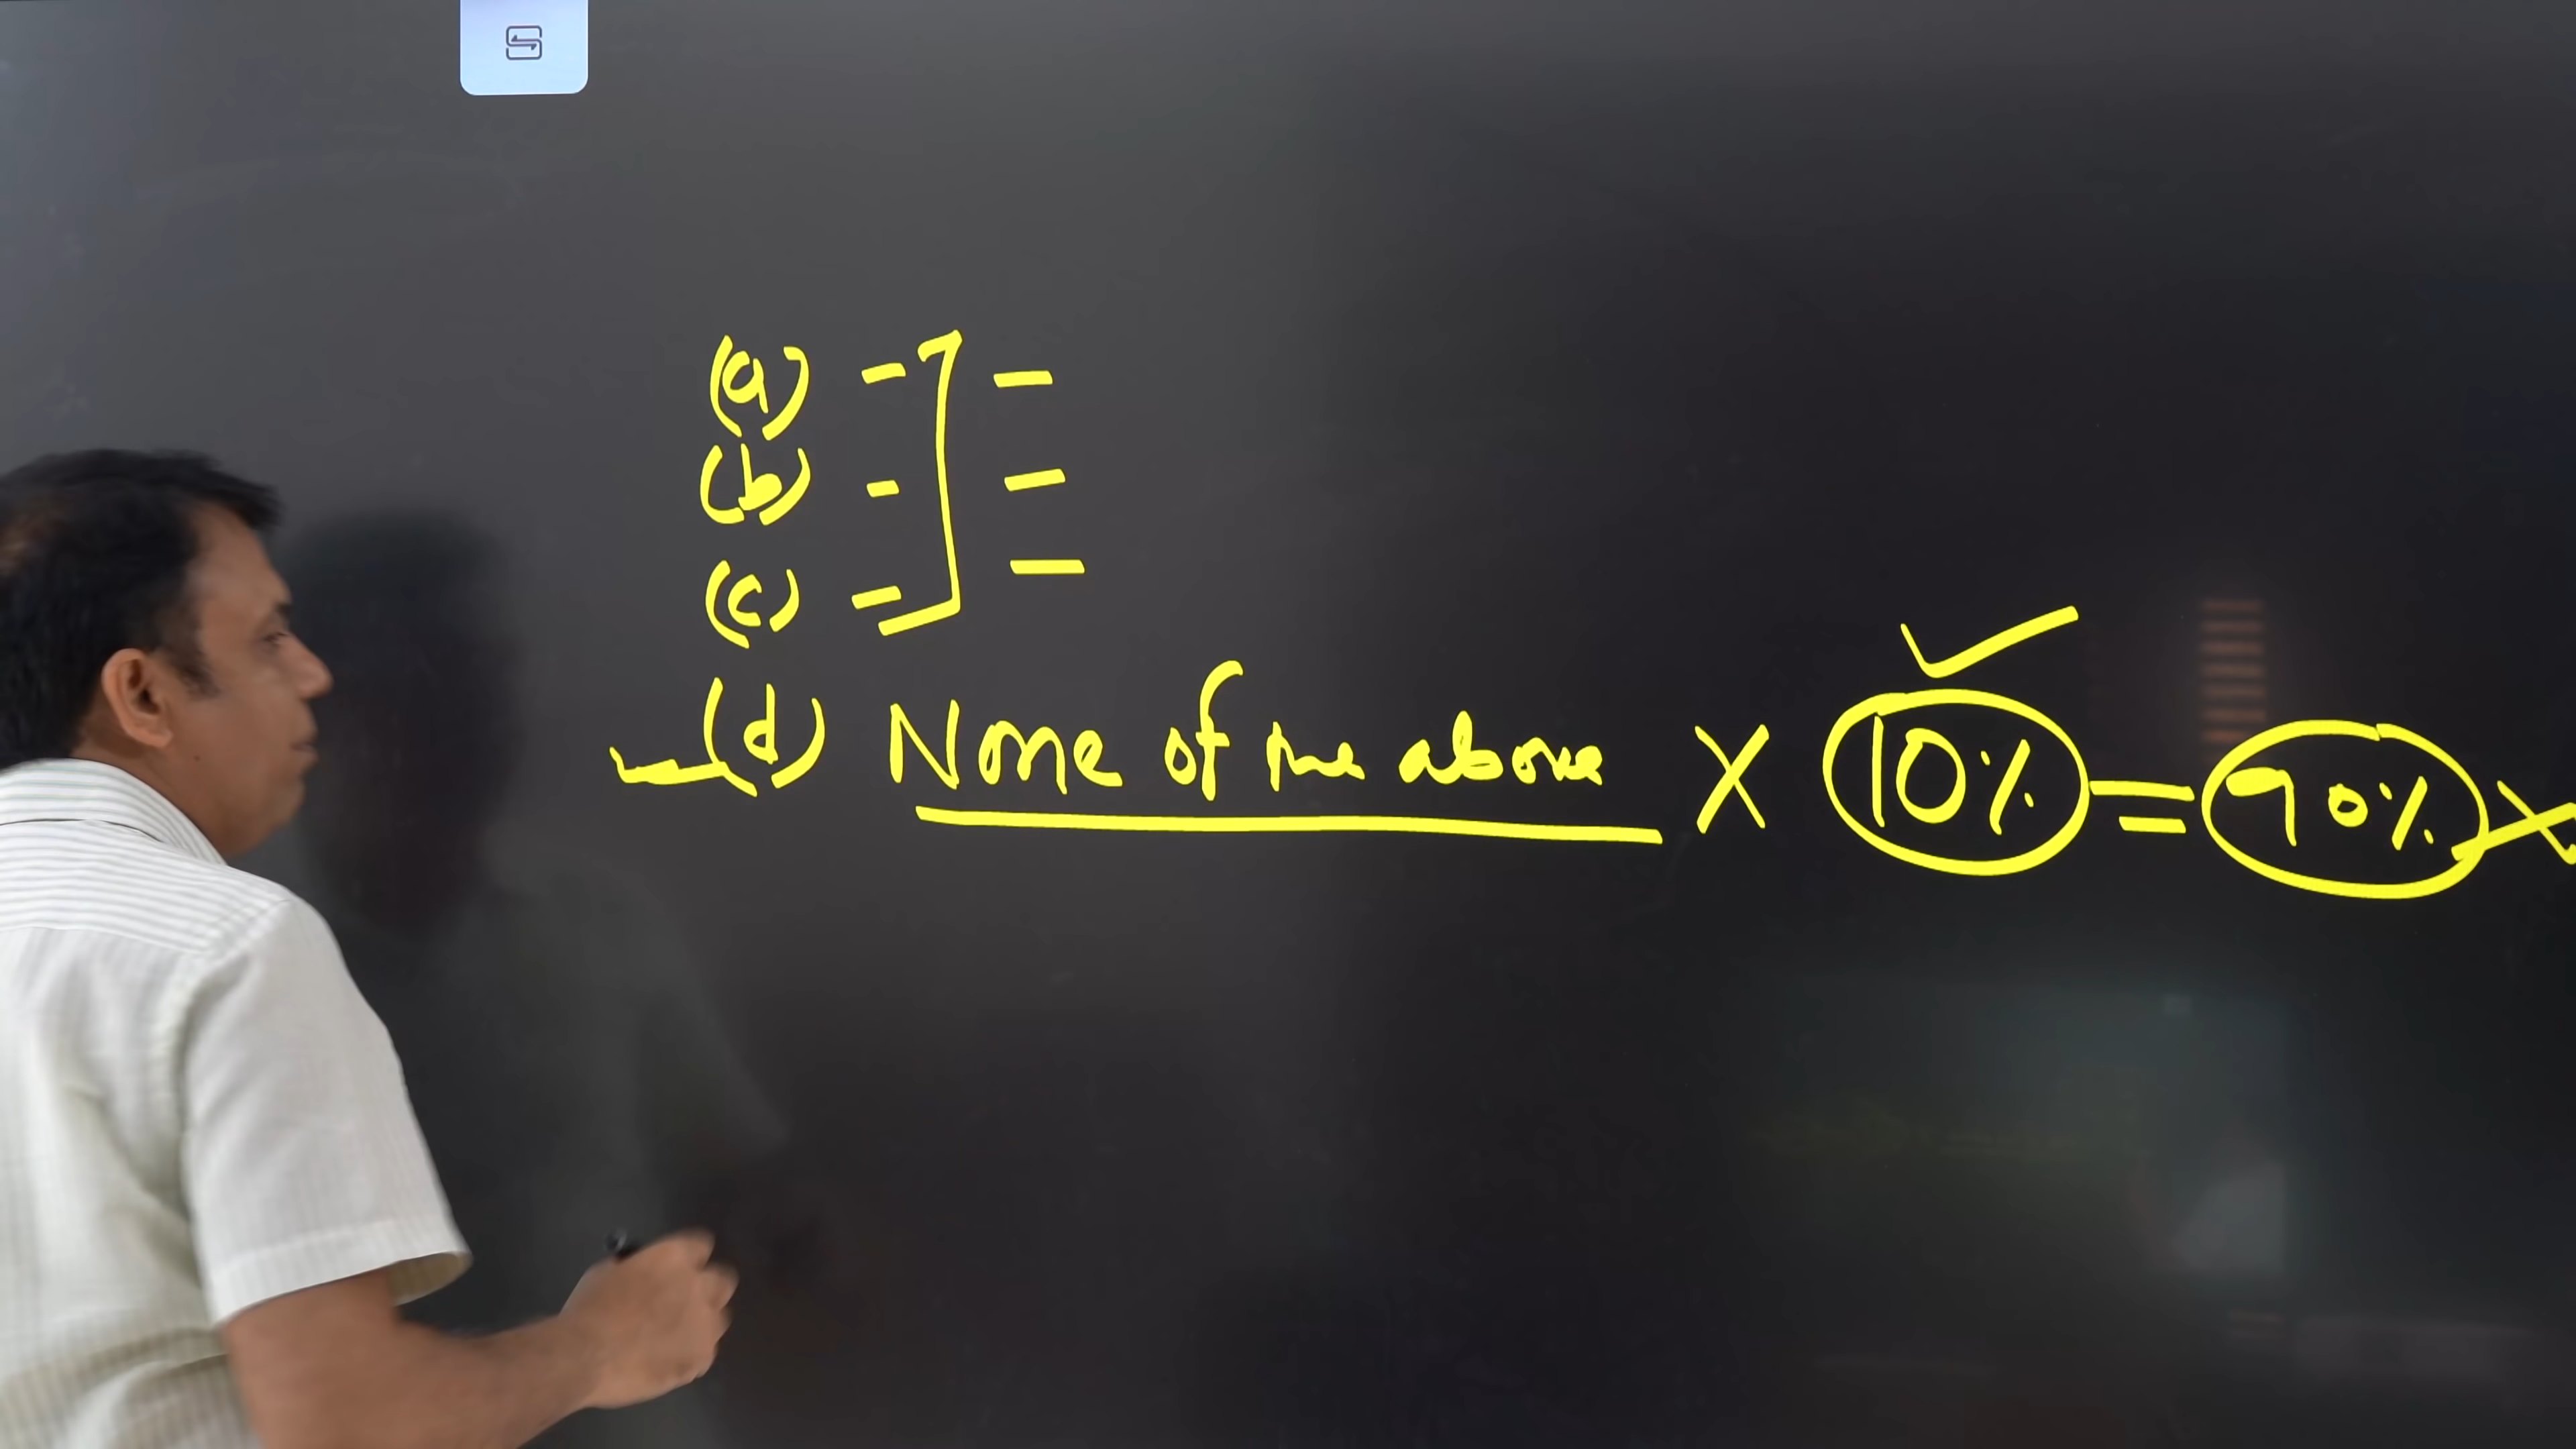 (a) - ] -
(b) - -
(c) - -
(d) None of the above X 10% = 90% X